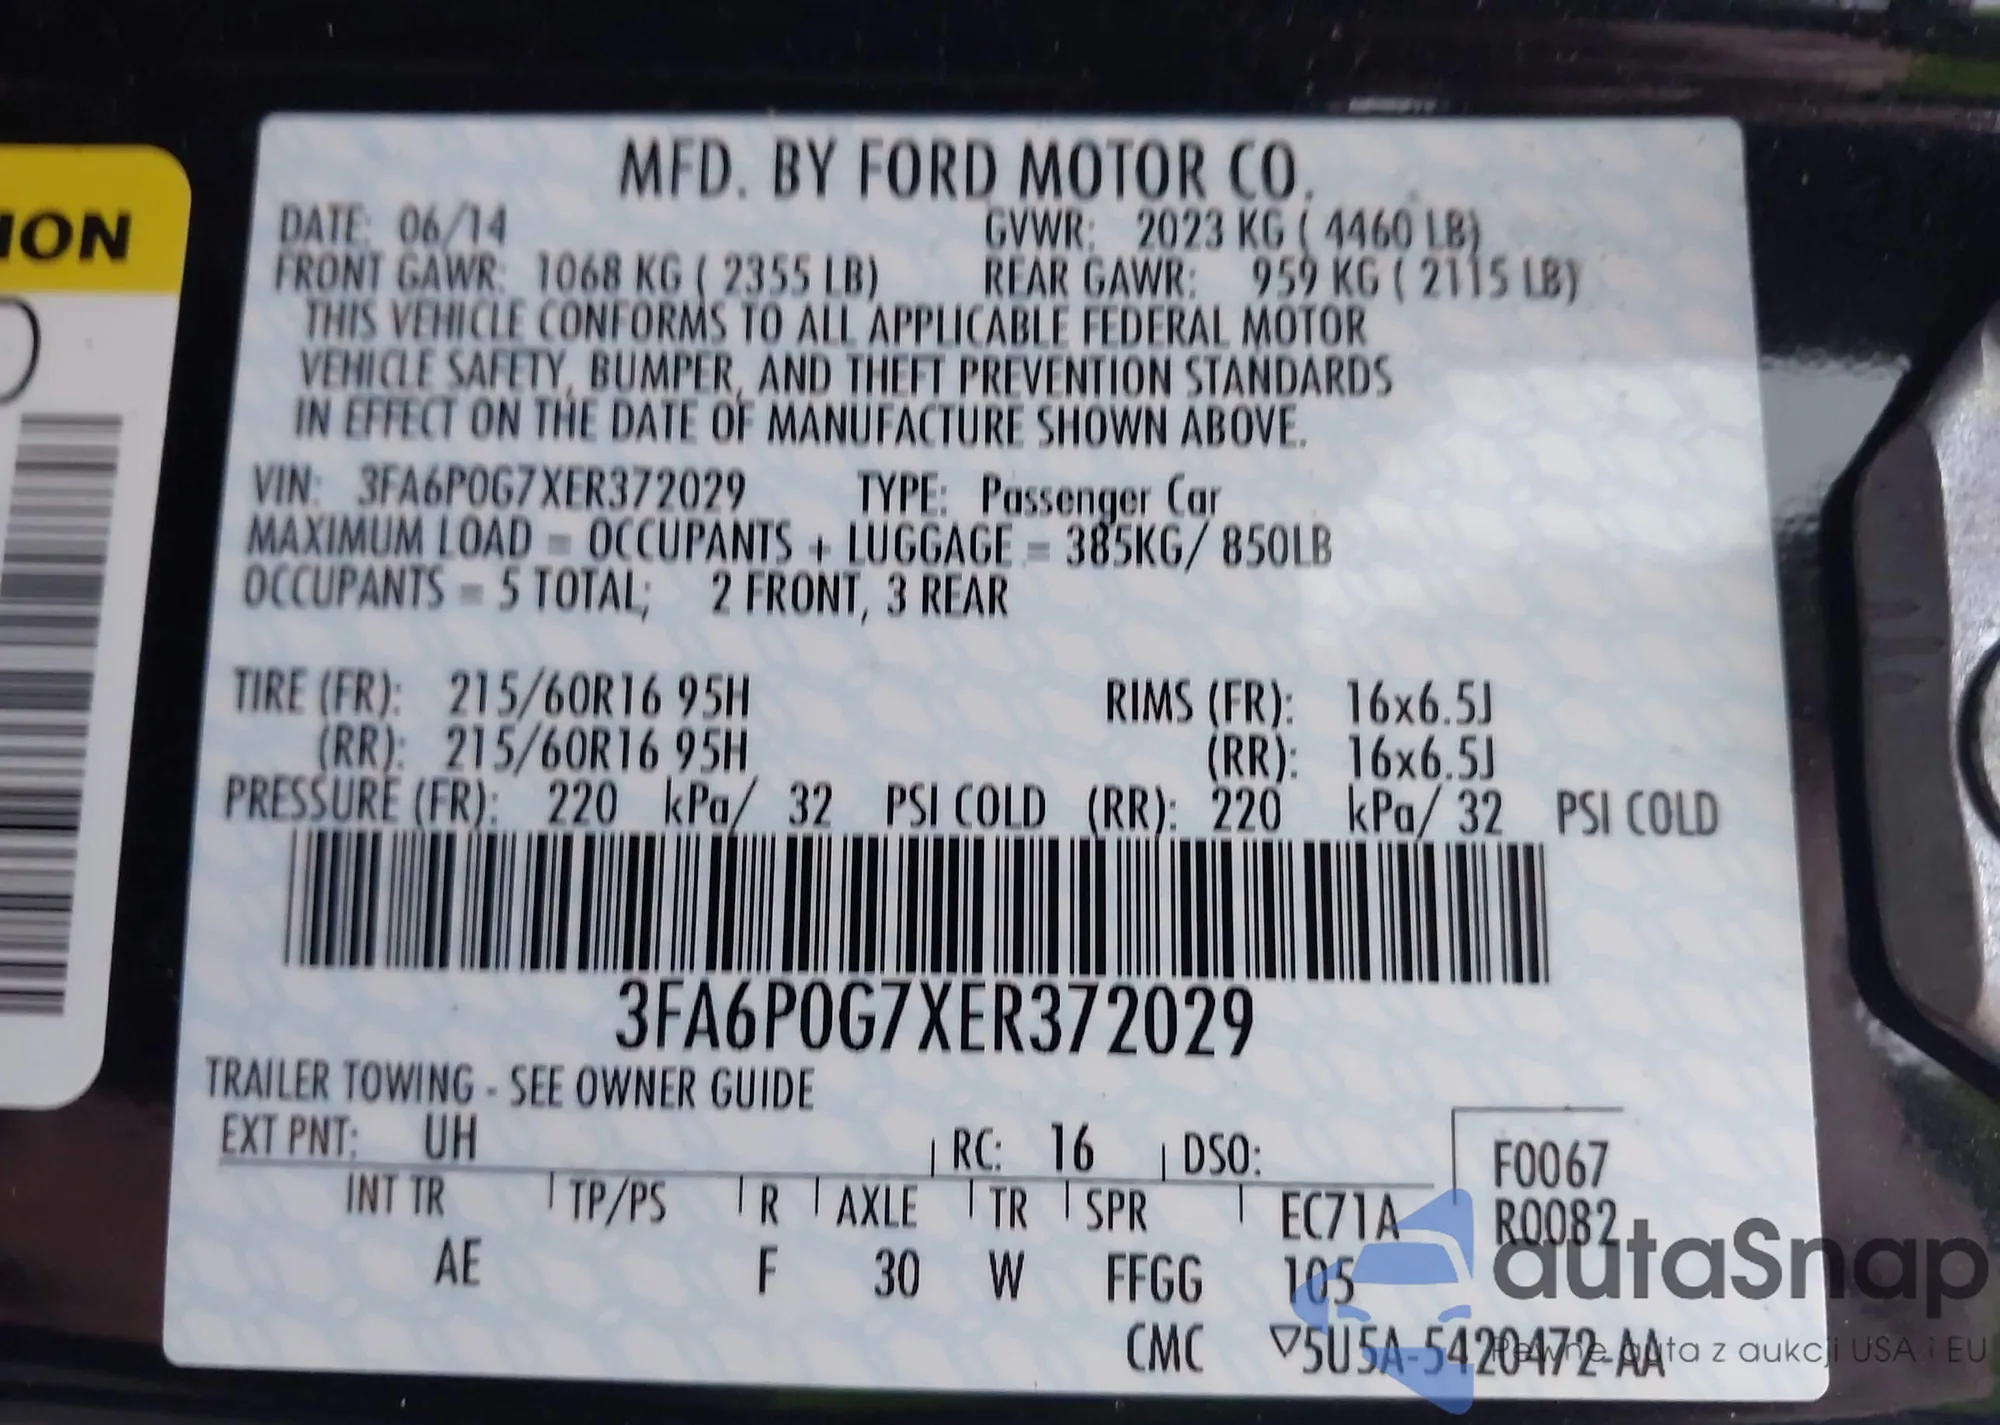 MFD. BY FORD MOTOR CO.
DATE: 06/14 GVWR: 2023 KG ( 4460 LB)
FRONT GAWR: 1068 KG ( 2355 LB) REAR GAWR: 959 KG ( 2115 LB)
THIS VEHICLE CONFORMS TO ALL APPLICABLE FEDERAL MOTOR
VEHICLE SAFETY, BUMPER, AND THEFT PREVENTION STANDARDS
IN EFFECT ON THE DATE OF MANUFACTURE SHOWN ABOVE.
VIN: 3FA6P0G7XER372029 TYPE: Passenger Car
MAXIMUM LOAD = OCCUPANTS + LUGGAGE = 385KG/ 850LB
OCCUPANTS = 5 TOTAL; 2 FRONT, 3 REAR
TIRE (FR): 215/60R16 95H RIMS (FR): 16x6.5J
(RR): 215/60R16 95H (RR): 16x6.5J
PRESSURE (FR): 220 kPa/ 32 PSI COLD (RR): 220 kPa/ 32 PSI COLD
3FA6P0G7XER372029
TRAILER TOWING - SEE OWNER GUIDE
EXT PNT: UH RC: 16 DSO: F0067
R0082
INT TR TP/PS R AXLE TR SPR EC71A
AE F 30 W FFGG 105
CMC ▽5U5A-5420472-AA
ION
autaSnap
Pewne auta z aukcji USA i EU